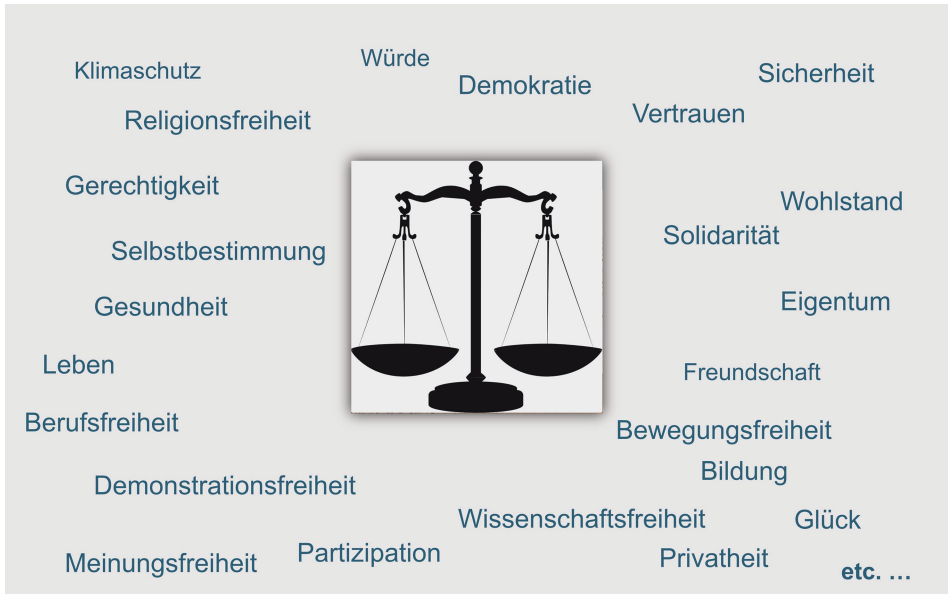 Klimaschutz
Würde
Demokratie
Sicherheit
Religionsfreiheit
Vertrauen
Gerechtigkeit
Wohlstand
Solidarität
Selbstbestimmung
Gesundheit
Eigentum
Leben
Freundschaft
Berufsfreiheit
Bewegungsfreiheit
Bildung
Demonstrationsfreiheit
Wissenschaftsfreiheit
Glück
Meinungsfreiheit
Partizipation
Privatheit
etc. ...